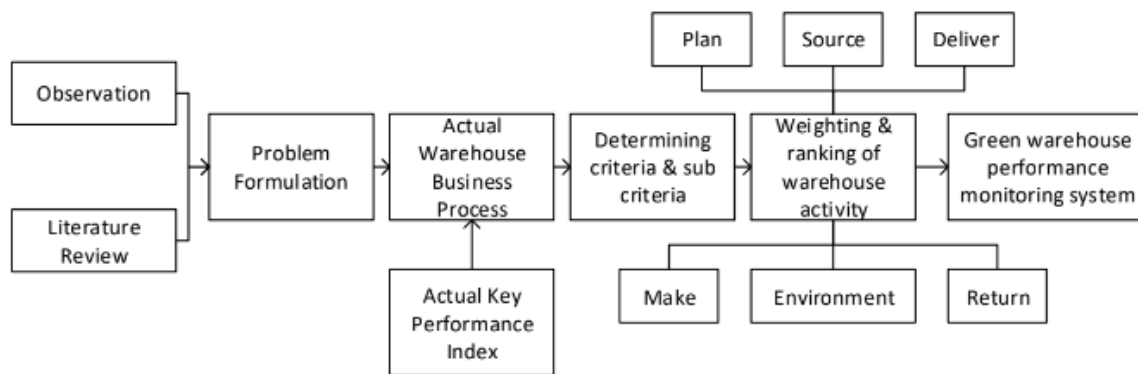 Observation
Literature
Review
Problem
Formulation
Actual
Warehouse
Business
Process
Actual Key
Performance
Index
Determining
criteria & sub
criteria
Plan
Source
Deliver
Weighting &
ranking of
warehouse
activity
Make
Environment
Return
Green warehouse
performance
monitoring system